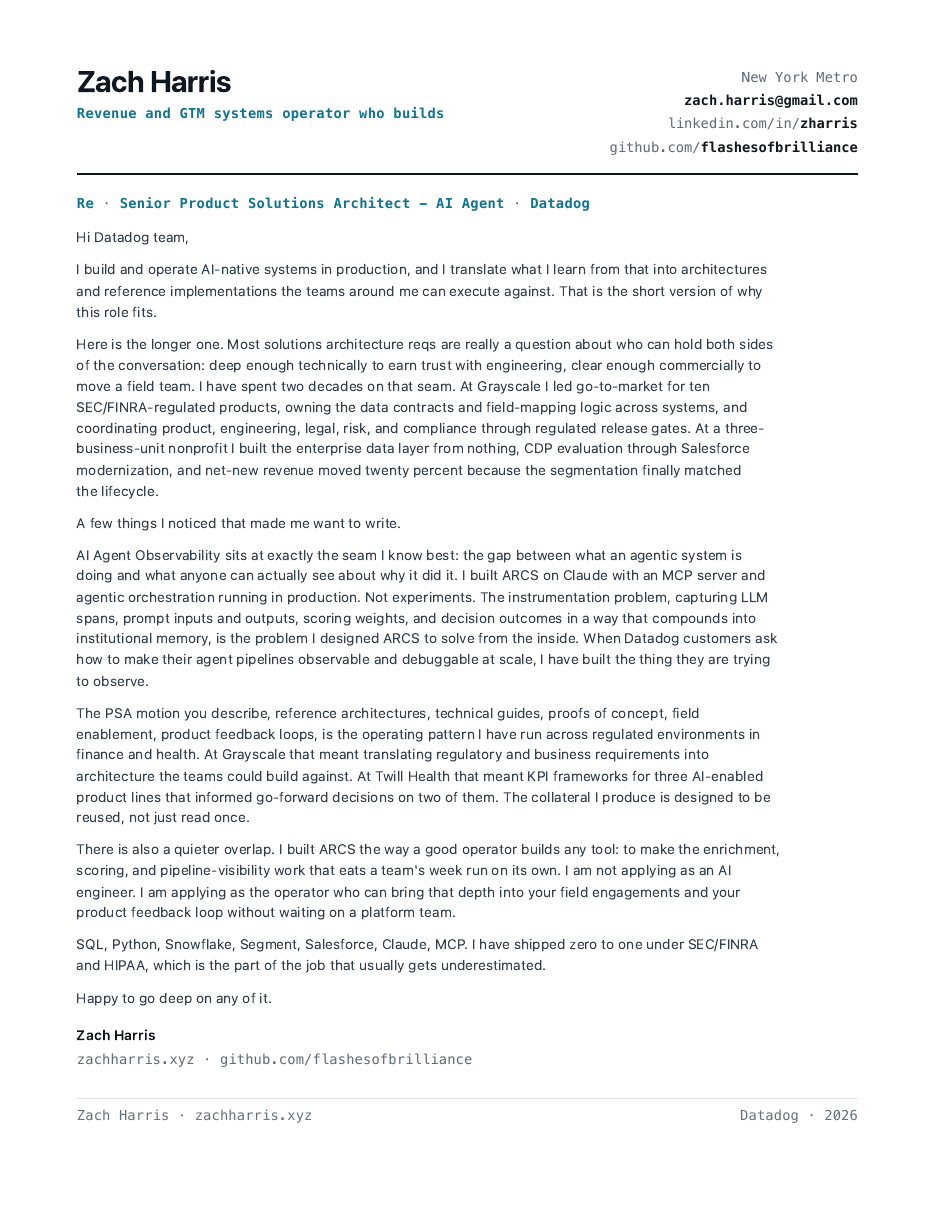 Zach Harris
Revenue and GTM systems operator who builds
New York Metro
zach.harris@gmail.com
linkedin.com/in/zharris
github.com/flashesofbrilliance
Re · Senior Product Solutions Architect – AI Agent · Datadog
Hi Datadog team,
I build and operate AI-native systems in production, and I translate what I learn from that into architectures
and reference implementations the teams around me can execute against. That is the short version of why
this role fits.
Here is the longer one. Most solutions architecture reqs are really a question about who can hold both sides
of the conversation: deep enough technically to earn trust with engineering, clear enough commercially to
move a field team. I have spent two decades on that seam. At Grayscale I led go-to-market for ten
SEC/FINRA-regulated products, owning the data contracts and field-mapping logic across systems, and
coordinating product, engineering, legal, risk, and compliance through regulated release gates. At a three-
business-unit nonprofit I built the enterprise data layer from nothing, CDP evaluation through Salesforce
modernization, and net-new revenue moved twenty percent because the segmentation finally matched
the lifecycle.
A few things I noticed that made me want to write.
AI Agent Observability sits at exactly the seam I know best: the gap between what an agentic system is
doing and what anyone can actually see about why it did it. I built ARCS on Claude with an MCP server and
agentic orchestration running in production. Not experiments. The instrumentation problem, capturing LLM
spans, prompt inputs and outputs, scoring weights, and decision outcomes in a way that compounds into
institutional memory, is the problem I designed ARCS to solve from the inside. When Datadog customers ask
how to make their agent pipelines observable and debuggable at scale, I have built the thing they are trying
to observe.
The PSA motion you describe, reference architectures, technical guides, proofs of concept, field
enablement, product feedback loops, is the operating pattern I have run across regulated environments in
finance and health. At Grayscale that meant translating regulatory and business requirements into
architecture the teams could build against. At Twill Health that meant KPI frameworks for three AI-enabled
product lines that informed go-forward decisions on two of them. The collateral I produce is designed to be
reused, not just read once.
There is also a quieter overlap. I built ARCS the way a good operator builds any tool: to make the enrichment,
scoring, and pipeline-visibility work that eats a team's week run on its own. I am not applying as an AI
engineer. I am applying as the operator who can bring that depth into your field engagements and your
product feedback loop without waiting on a platform team.
SQL, Python, Snowflake, Segment, Salesforce, Claude, MCP. I have shipped zero to one under SEC/FINRA
and HIPAA, which is the part of the job that usually gets underestimated.
Happy to go deep on any of it.
Zach Harris
zachharris.xyz · github.com/flashesofbrilliance
Zach Harris · zachharris.xyz
Datadog · 2026